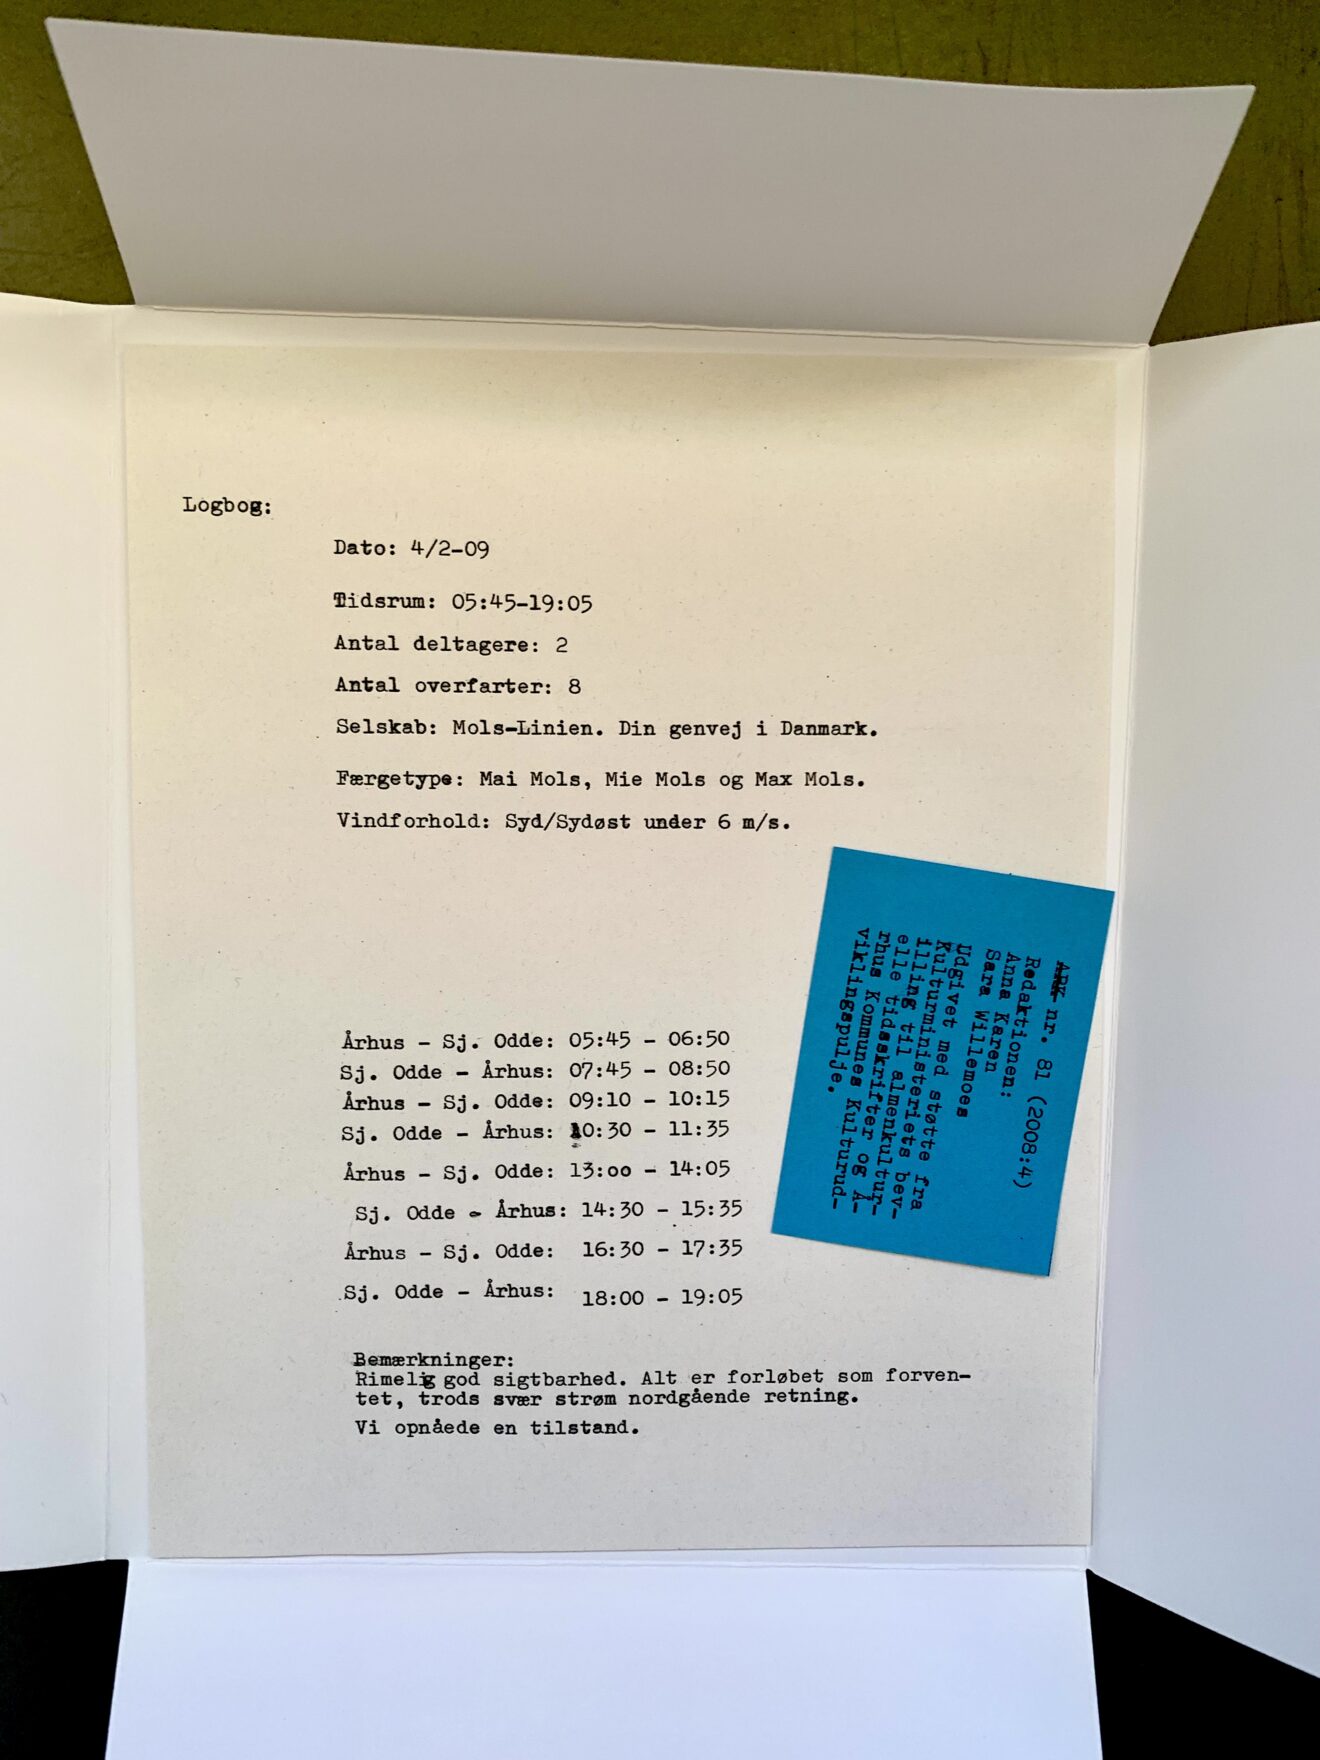 Logbog:
Dato: 4/2-09
Tidsrum: 05:45-19:05
Antal deltagere: 2
Antal overfarter: 8
Selskab: Mols-Linien. Din genvej i Danmark.
Færgetype: Mai Mols, Mie Mols og Max Mols.
Vindforhold: Syd/Sydøst under 6 m/s.
Århus - Sj. Odde: 05:45 - 06:50
Sj. Odde - Århus: 07:45 - 08:50
Århus - Sj. Odde: 09:10 - 10:15
Sj. Odde - Århus: 10:30 - 11:35
Århus - Sj. Odde: 13:oo - 14:05
Sj. Odde - Århus: 14:30 - 15:35
Århus - Sj. Odde: 16:30 - 17:35
Sj. Odde - Århus: 18:00 - 19:05
Bemærkninger:
Rimelig god sigtbarhed. Alt er forløbet som forven-
tet, trods svær strøm nordgående retning.
Vi opnåede en tilstand.
ARK nr. 81 (2008:4)
Redaktionen:
Anna Karen
Sara Willemoes
Udgivet med støtte fra
Kulturministeriets bev-
illing til almenkultur-
elle tidsskrifter og Å-
rhus Kommunes Kulturud-
viklingspulje.